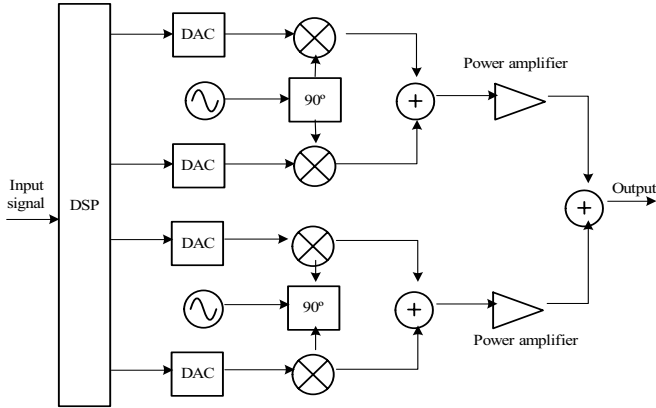 DAC
Power amplifier
90º
+
DAC
Input
signal
DSP
Output
+
DAC
90º
+
Power amplifier
DAC